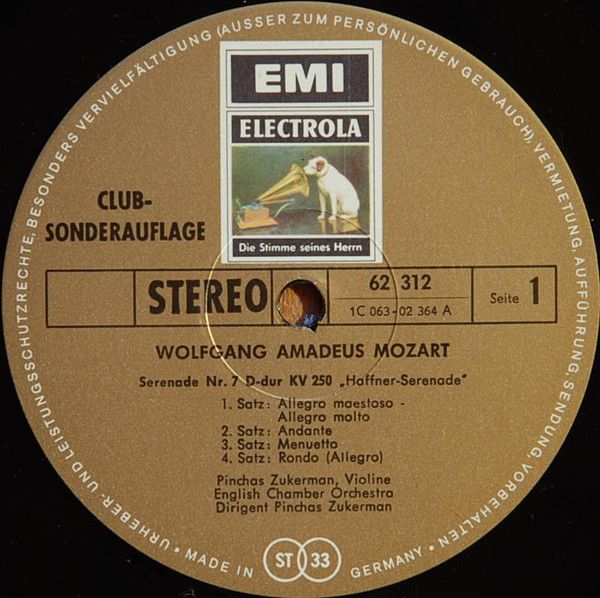 URHEBER- UND LEISTUNGSSCHUTZRECHTE, BESONDERS VERVIELFÄLTIGUNG (AUSSER ZUM PERSÖNLICHEN GEBRAUCH), VERMIETUNG, AUFFÜHRUNG, SENDUNG, VORBEHALTEN
EMI
ELECTROLA
Die Stimme seines Herrn
CLUB-
SONDERAUFLAGE
STEREO
62 312
1C 063-02 364 A
Seite 1
WOLFGANG AMADEUS MOZART
Serenade Nr. 7 D-dur KV 250 „Haffner-Serenade"
1. Satz: Allegro maestoso -
Allegro molto
2. Satz: Andante
3. Satz: Menuetto
4. Satz: Rondo (Allegro)
Pinchas Zukerman, Violine
English Chamber Orchestra
Dirigent Pinchas Zukerman
• MADE IN ST 33 GERMANY •